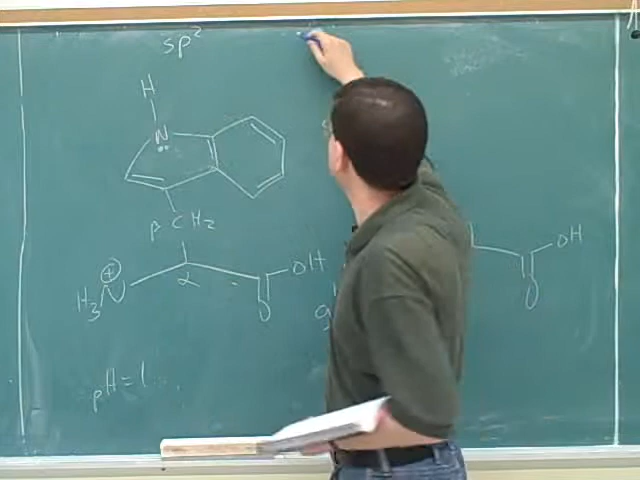 sp²
H
N
β CH₂
H₃N ⊕
α
OH
O
OH
O
pH = 1